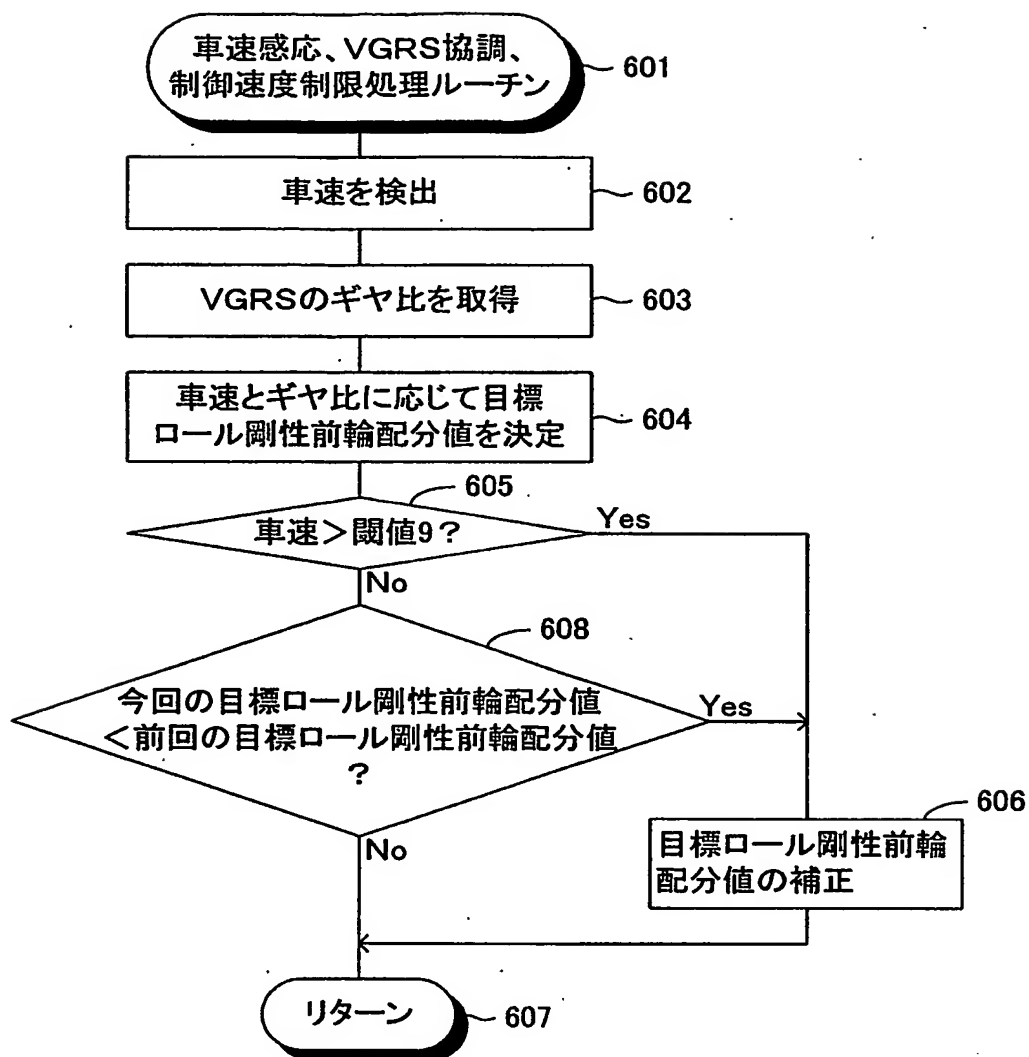 車速感応、VGRS協調、
制御速度制限処理ルーチン
601
車速を検出
602
VGRSのギヤ比を取得
603
車速とギヤ比に応じて目標
ロール剛性前輪配分値を決定
604
605
車速＞閾値9？
Yes
No
608
今回の目標ロール剛性前輪配分値
＜前回の目標ロール剛性前輪配分値
？
Yes
No
606
目標ロール剛性前輪
配分値の補正
リターン
607